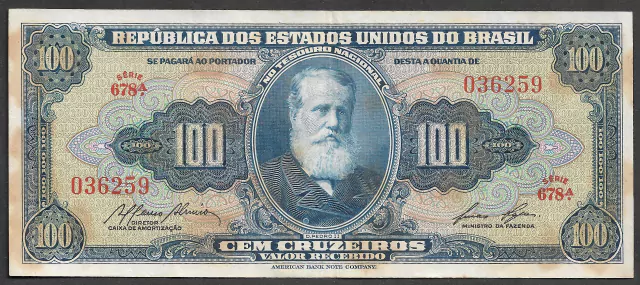 REPÚBLICA DOS ESTADOS UNIDOS DO BRASIL
100 100
SE PAGARÁ AO PORTADOR NO TESOURO NACIONAL DESTA A QUANTIA DE
SÉRIE
678ª
036259
100 100
036259
SÉRIE
678ª
DIRETOR
CAIXA DE AMORTIZAÇÃO
MINISTRO DA FAZENDA
D. PEDRO II
100 CEM CRUZEIROS 100
VALOR RECEBIDO
AMERICAN BANK NOTE COMPANY.